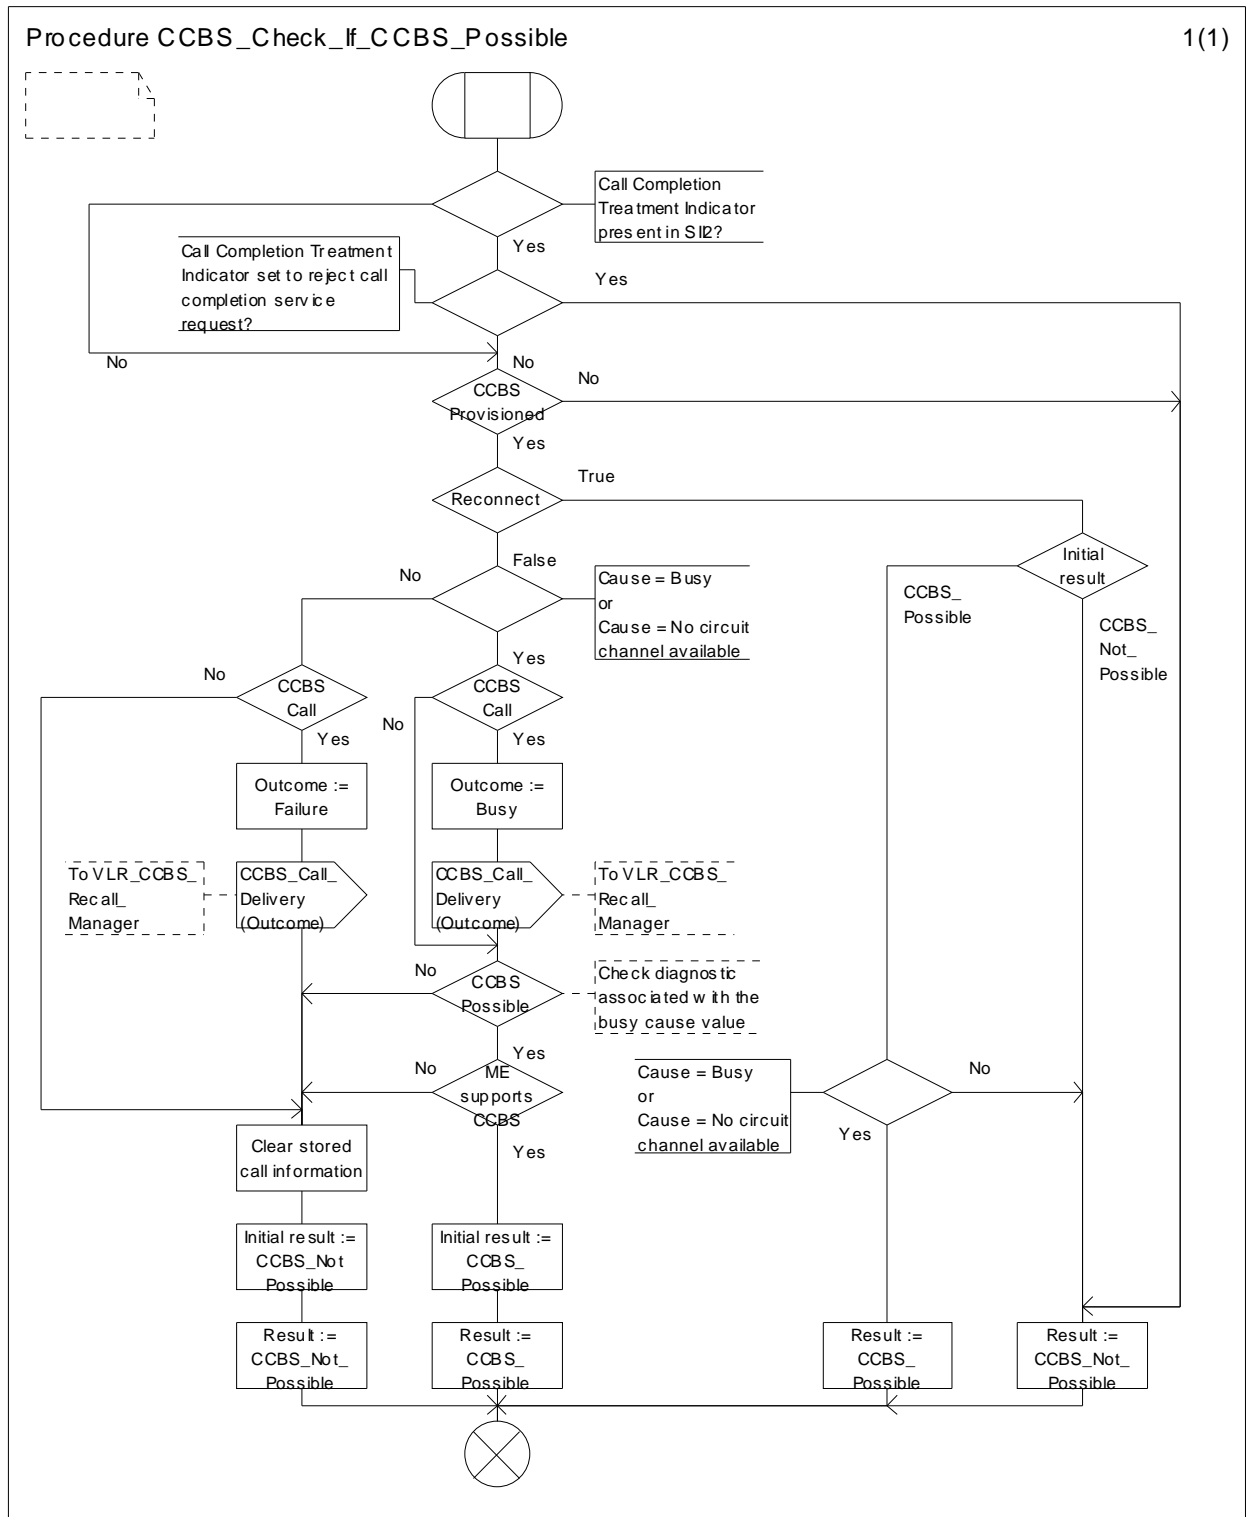 Procedure CCBS_Check_If_CCBS_Possible
1(1)
Call Completion
Treatment Indicator
present in SII2?
Yes
Call Completion Treatment
Indicator set to reject call
completion service
request?
Yes
No
No
CCBS
Provisioned
No
Yes
Reconnect
True
False
Initial
result
No
Cause = Busy
or
Cause = No circuit
channel available
CCBS_
Possible
CCBS_
Not_
Possible
Yes
No
CCBS
Call
CCBS
Call
No
Yes
Yes
Outcome :=
Failure
Outcome :=
Busy
To VLR_CCBS_
Recall_
Manager
CCBS_Call_
Delivery
(Outcome)
CCBS_Call_
Delivery
(Outcome)
To VLR_CCBS_
Recall_
Manager
No
CCBS
Possible
Check diagnostic
associated with the
busy cause value
Yes
No
ME
supports
CCBS
Cause = Busy
or
Cause = No circuit
channel available
No
Yes
Yes
Clear stored
call information
Initial result :=
CCBS_Not
Possible
Initial result :=
CCBS_
Possible
Result :=
CCBS_Not_
Possible
Result :=
CCBS_
Possible
Result :=
CCBS_
Possible
Result :=
CCBS_Not_
Possible